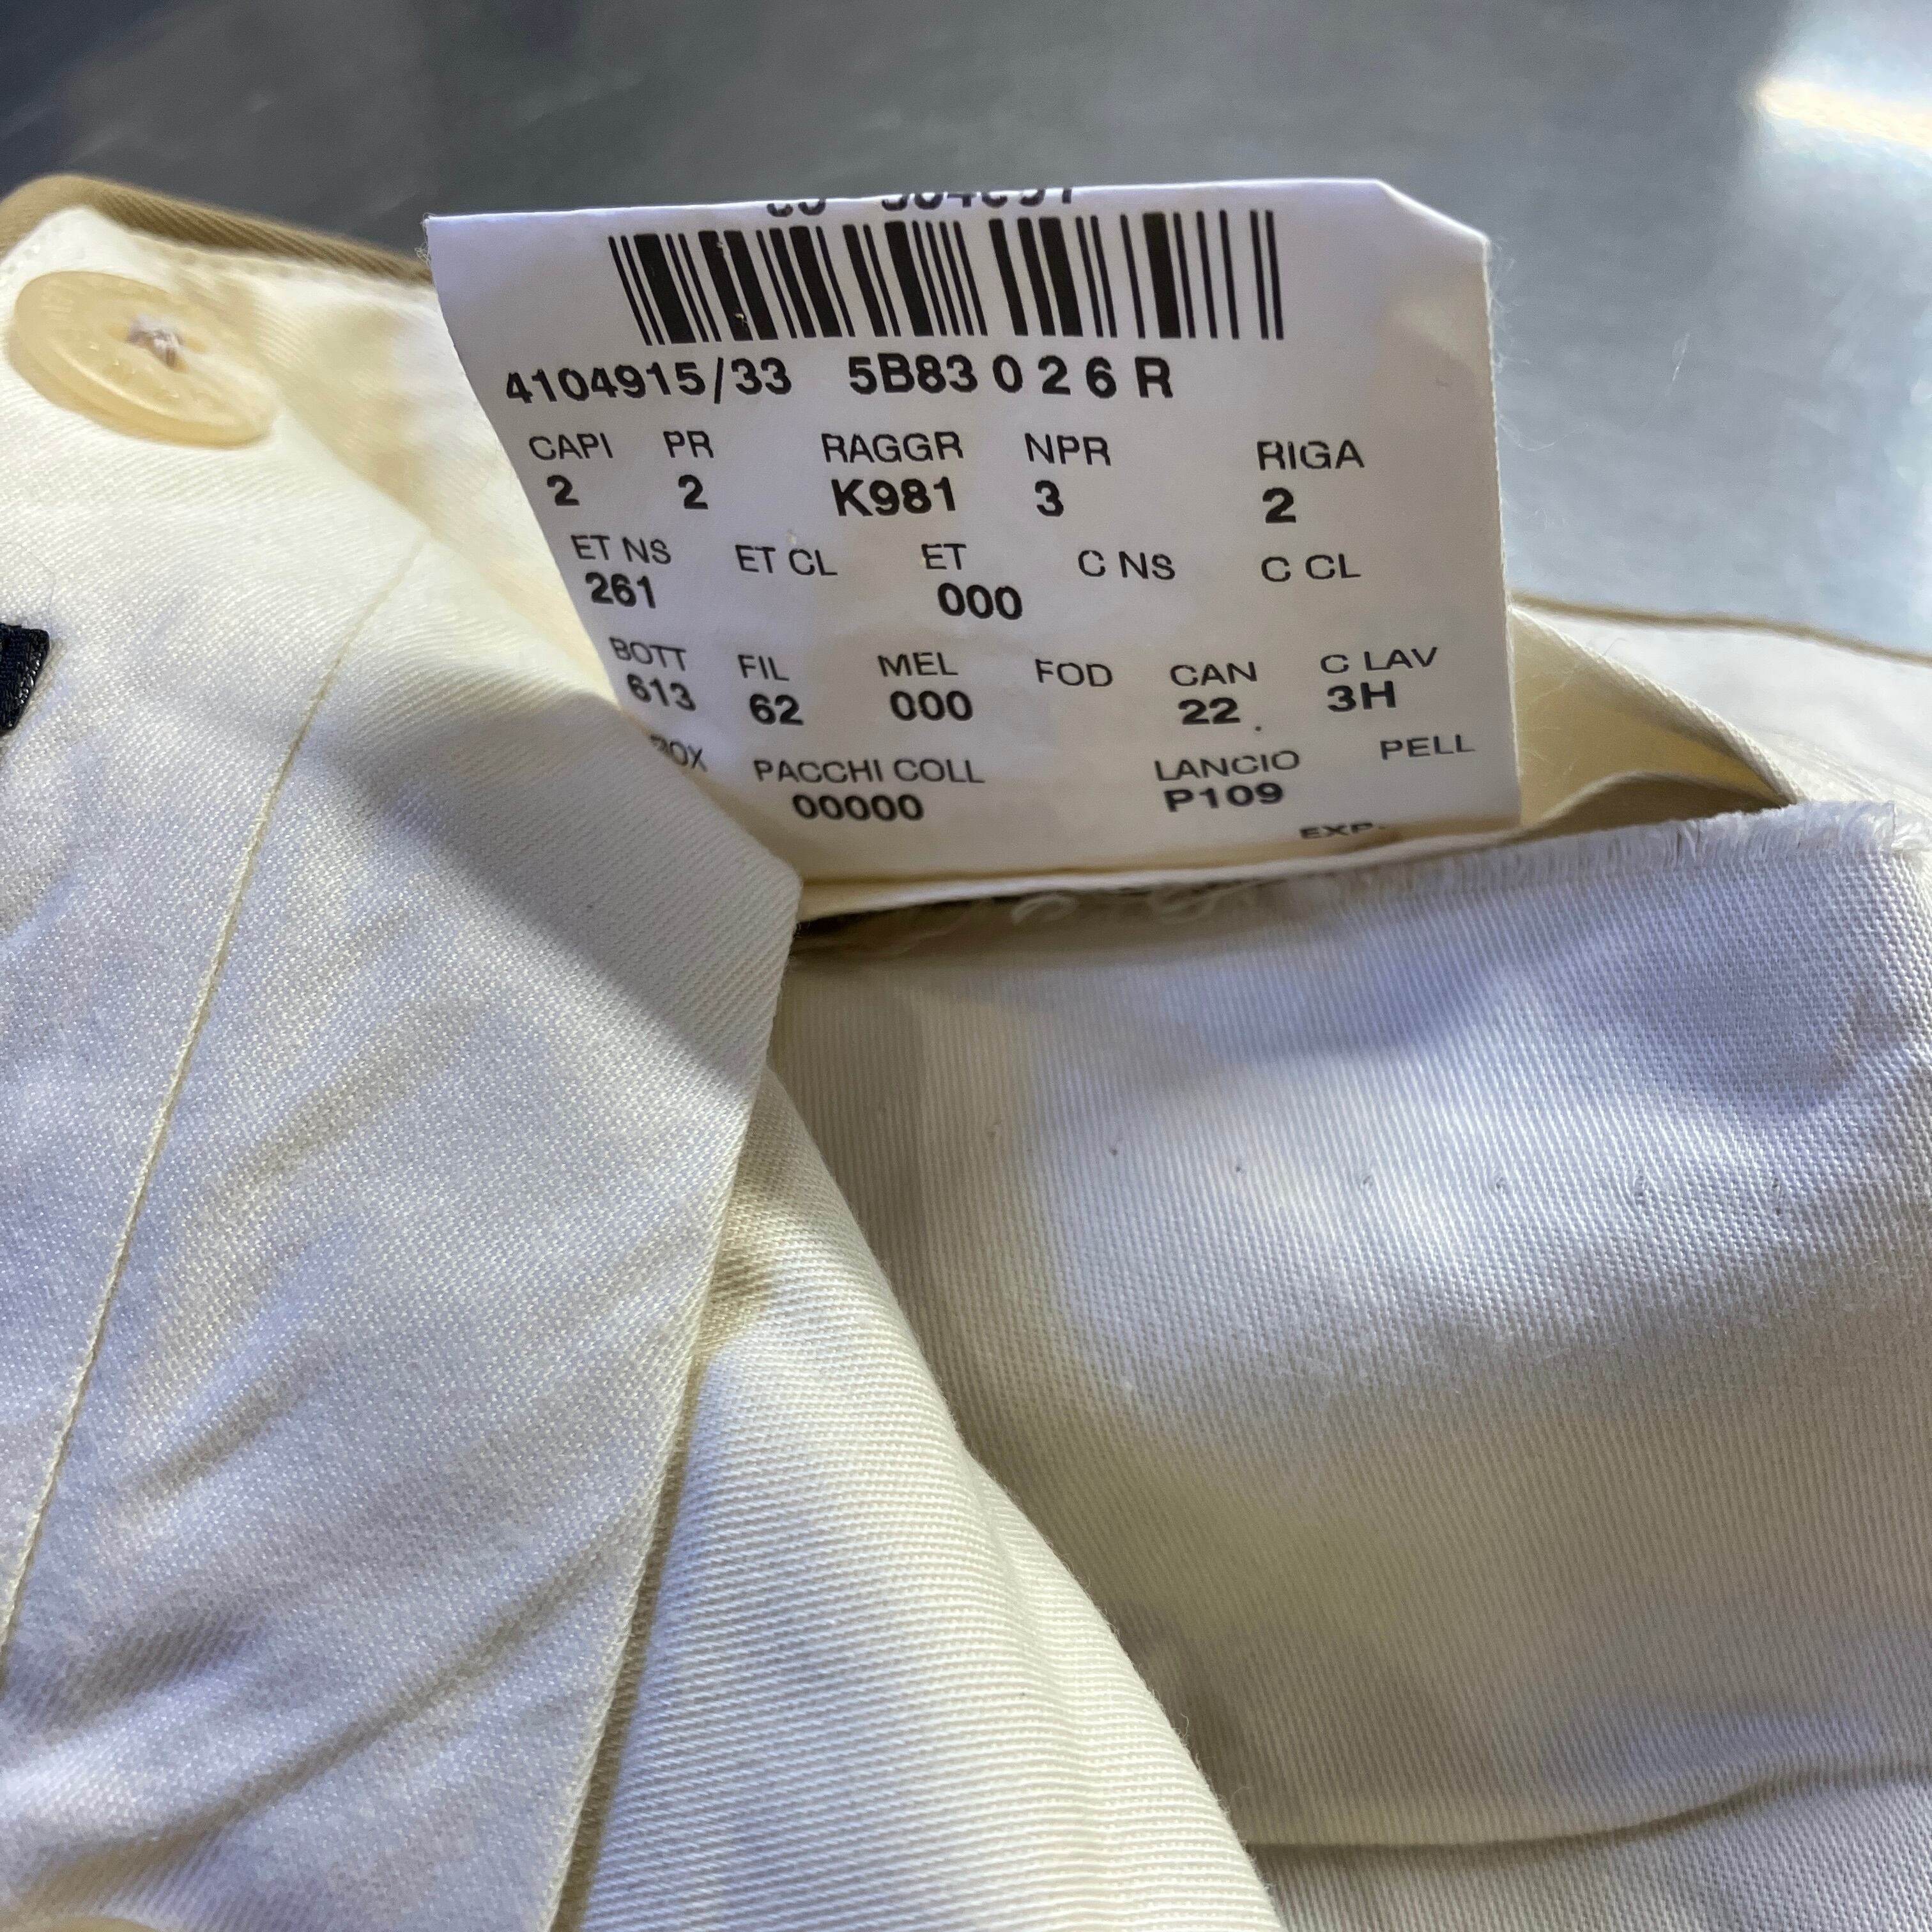 4104915/33 5B83 0 2 6 R
CAPI PR RAGGR NPR RIGA
2 2 K981 3 2
ET NS ET CL ET C NS C CL
261 000
BOTT FIL MEL FOD CAN C LAV
613 62 000 22 3H
PACCHI COLL LANCIO PELL
00000 P109
EXP.